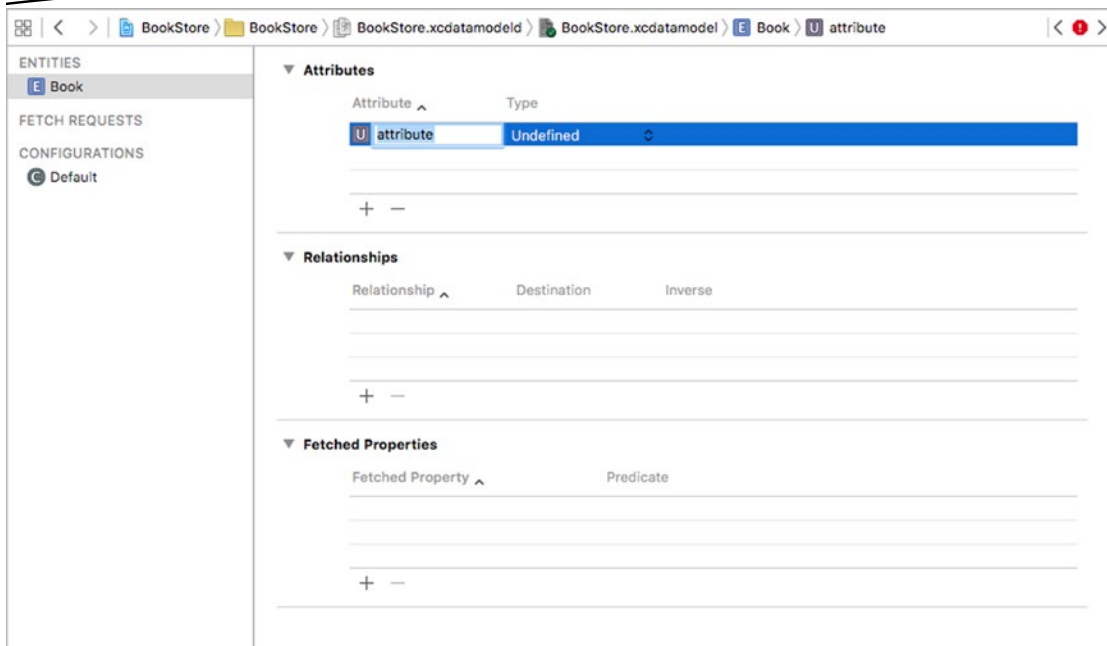 BookStore BookStore BookStore.xcdatamodeld BookStore.xcdatamodel E Book U attribute
ENTITIES
E Book
FETCH REQUESTS
CONFIGURATIONS
C Default
Attributes
Attribute Type
U attribute Undefined
+ −
Relationships
Relationship Destination Inverse
+ −
Fetched Properties
Fetched Property Predicate
+ −